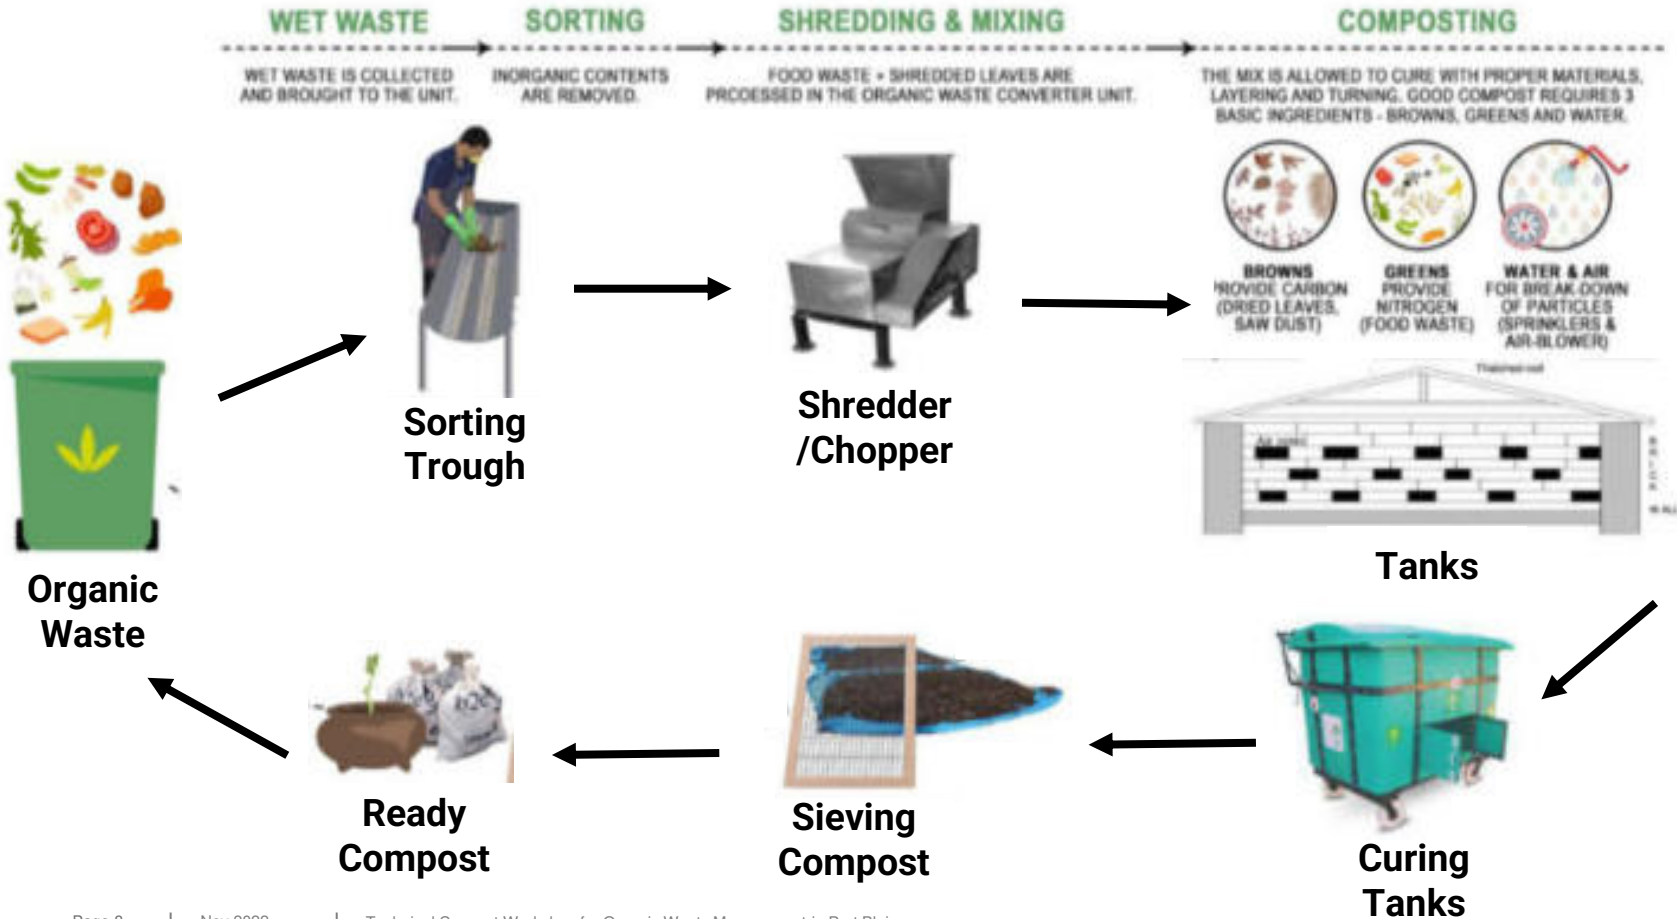 WET WASTE
SORTING
SHREDDING & MIXING
COMPOSTING
WET WASTE IS COLLECTED
AND BROUGHT TO THE UNIT.
INORGANIC CONTENTS
ARE REMOVED.
FOOD WASTE + SHREDDED LEAVES ARE
PRCOESSED IN THE ORGANIC WASTE CONVERTER UNIT.
THE MIX IS ALLOWED TO CURE WITH PROPER MATERIALS,
LAYERING AND TURNING. GOOD COMPOST REQUIRES 3
BASIC INGREDIENTS - BROWNS, GREENS AND WATER.
BROWNS
PROVIDE CARBON
(DRIED LEAVES,
SAW DUST)
GREENS
PROVIDE
NITROGEN
(FOOD WASTE)
WATER & AIR
FOR BREAK-DOWN
OF PARTICLES
(SPRINKLERS &
AIR-BLOWER)
Thatched roof
Sorting
Trough
Shredder
/Chopper
Tanks
Organic
Waste
Ready
Compost
Sieving
Compost
Curing
Tanks